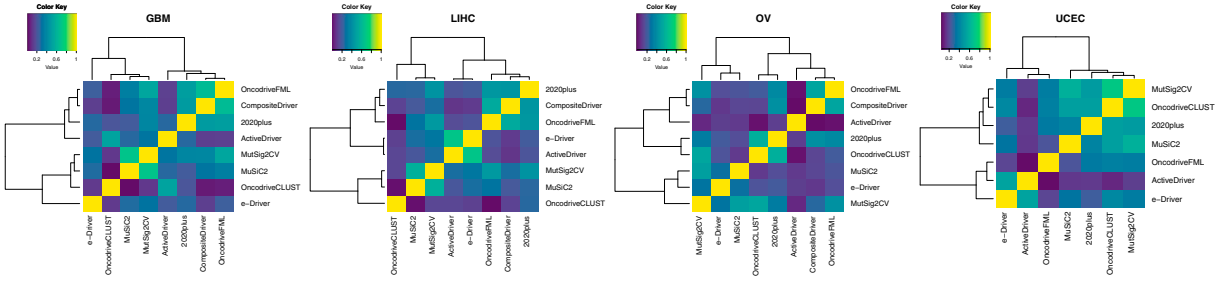 Color Key
0.2 0.6 1
Value
GBM
OncodriveFML
CompositeDriver
2020plus
ActiveDriver
MutSig2CV
MuSiC2
OncodriveCLUST
e-Driver
e-Driver
OncodriveCLUST
MuSiC2
MutSig2CV
ActiveDriver
2020plus
CompositeDriver
OncodriveFML
Color Key
0.2 0.6 1
Value
LIHC
2020plus
CompositeDriver
OncodriveFML
e-Driver
ActiveDriver
MutSig2CV
MuSiC2
OncodriveCLUST
OncodriveCLUST
MuSiC2
MutSig2CV
ActiveDriver
e-Driver
OncodriveFML
CompositeDriver
2020plus
Color Key
0.2 0.6 1
Value
OV
OncodriveFML
CompositeDriver
ActiveDriver
2020plus
OncodriveCLUST
MuSiC2
e-Driver
MutSig2CV
MutSig2CV
e-Driver
MuSiC2
OncodriveCLUST
2020plus
ActiveDriver
CompositeDriver
OncodriveFML
Color Key
0.2 0.6 1
Value
UCEC
MutSig2CV
OncodriveCLUST
2020plus
MuSiC2
OncodriveFML
ActiveDriver
e-Driver
e-Driver
ActiveDriver
OncodriveFML
MuSiC2
2020plus
OncodriveCLUST
MutSig2CV